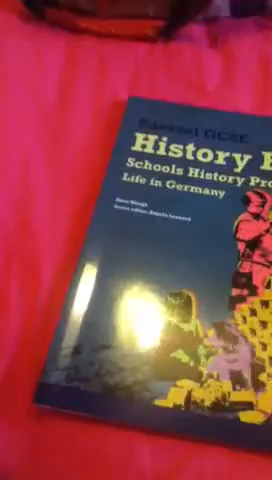 Edexcel GCSE
History
Schools History Pro
Life in Germany
Steve Waugh
Series editor: Angela Leonard